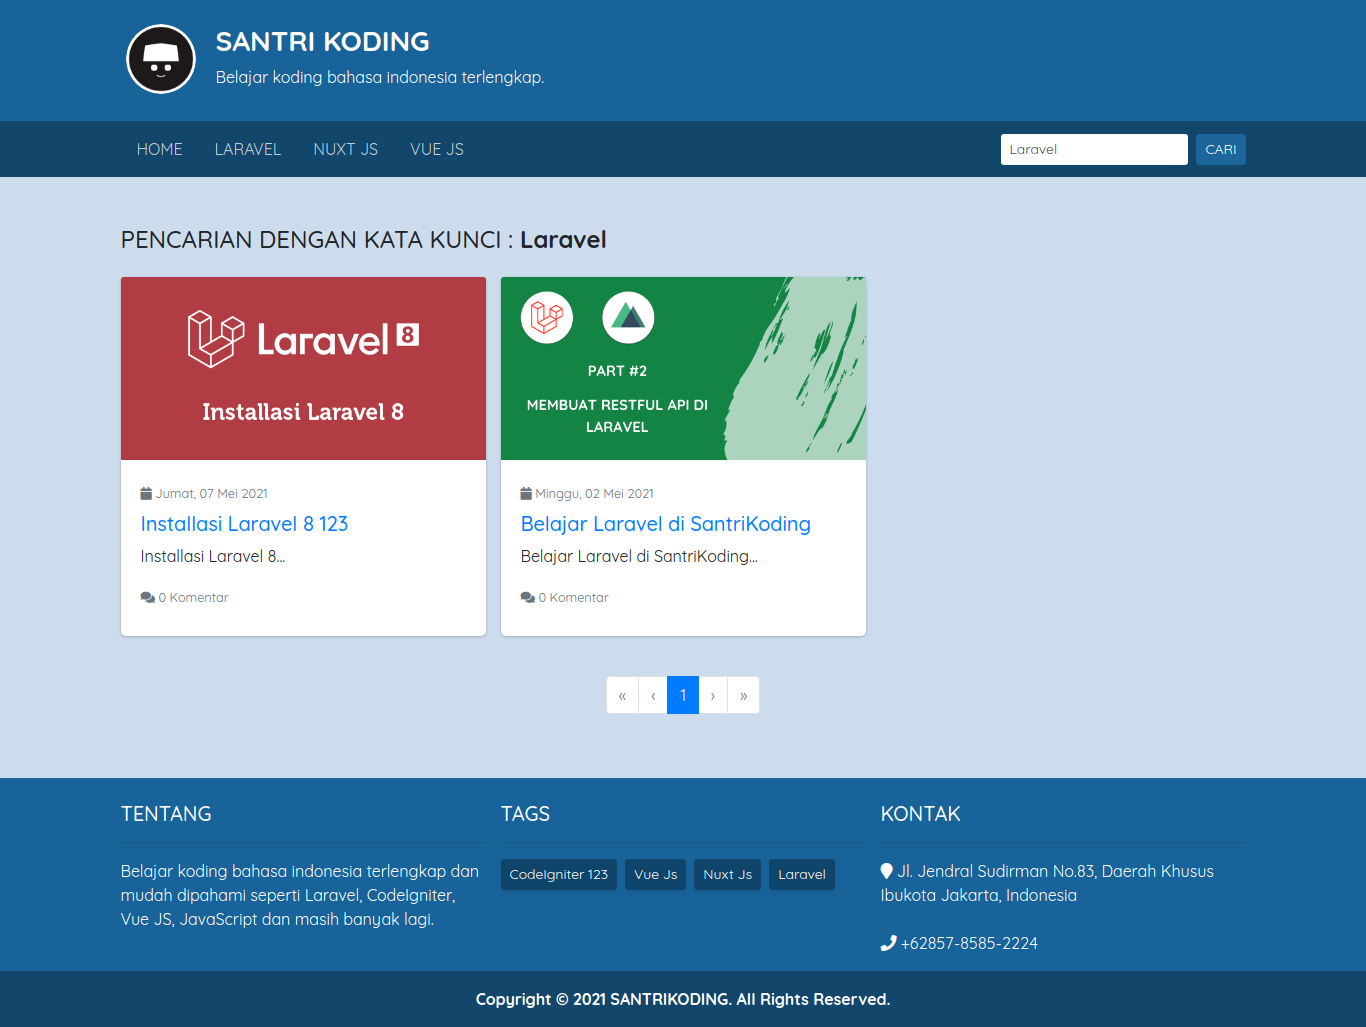 SANTRI KODING
Belajar koding bahasa indonesia terlengkap.
HOME LARAVEL NUXT JS VUE JS Laravel CARI
PENCARIAN DENGAN KATA KUNCI : Laravel
Laravel 8
Installasi Laravel 8
Jumat, 07 Mei 2021
Installasi Laravel 8 123
Installasi Laravel 8...
0 Komentar
PART #2
MEMBUAT RESTFUL API DI
LARAVEL
Minggu, 02 Mei 2021
Belajar Laravel di SantriKoding
Belajar Laravel di SantriKoding...
0 Komentar
« ‹ 1 › »
TENTANG
Belajar koding bahasa indonesia terlengkap dan
mudah dipahami seperti Laravel, CodeIgniter,
Vue JS, JavaScript dan masih banyak lagi.
TAGS
CodeIgniter 123 Vue Js Nuxt Js Laravel
KONTAK
Jl. Jendral Sudirman No.83, Daerah Khusus
Ibukota Jakarta, Indonesia
+62857-8585-2224
Copyright © 2021 SANTRIKODING. All Rights Reserved.